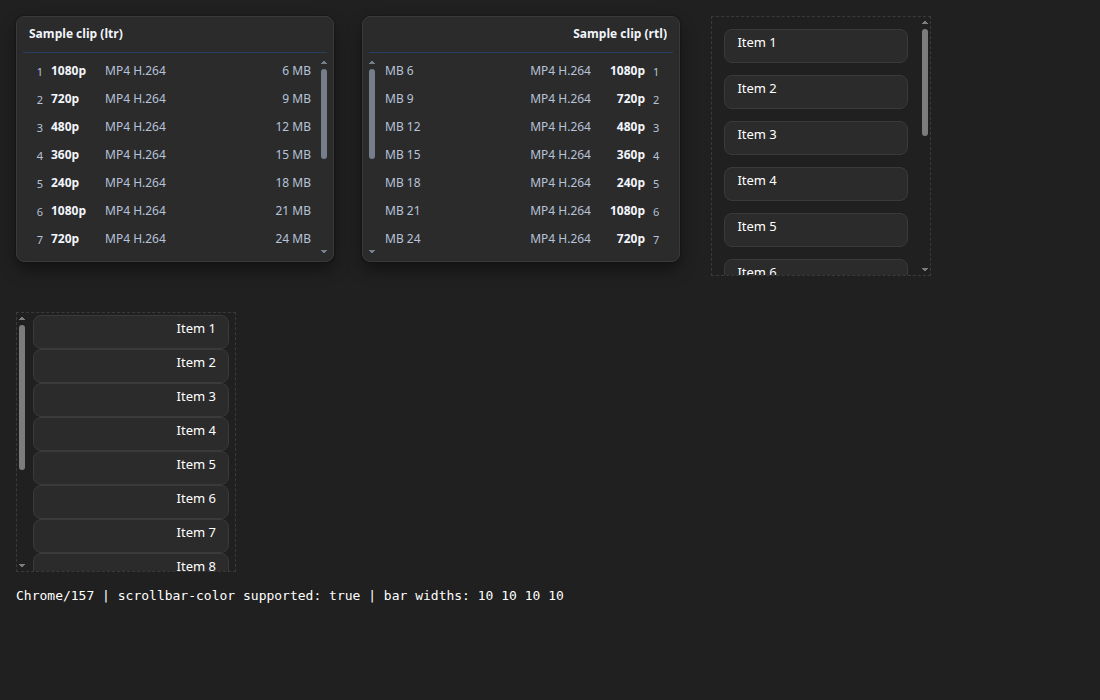 Sample clip (ltr)
1 1080p MP4 H.264 6 MB
2 720p MP4 H.264 9 MB
3 480p MP4 H.264 12 MB
4 360p MP4 H.264 15 MB
5 240p MP4 H.264 18 MB
6 1080p MP4 H.264 21 MB
7 720p MP4 H.264 24 MB
Sample clip (rtl)
MB 6 MP4 H.264 1080p 1
MB 9 MP4 H.264 720p 2
MB 12 MP4 H.264 480p 3
MB 15 MP4 H.264 360p 4
MB 18 MP4 H.264 240p 5
MB 21 MP4 H.264 1080p 6
MB 24 MP4 H.264 720p 7
Item 1
Item 2
Item 3
Item 4
Item 5
Item 6
Item 1
Item 2
Item 3
Item 4
Item 5
Item 6
Item 7
Item 8
Chrome/157 | scrollbar-color supported: true | bar widths: 10 10 10 10